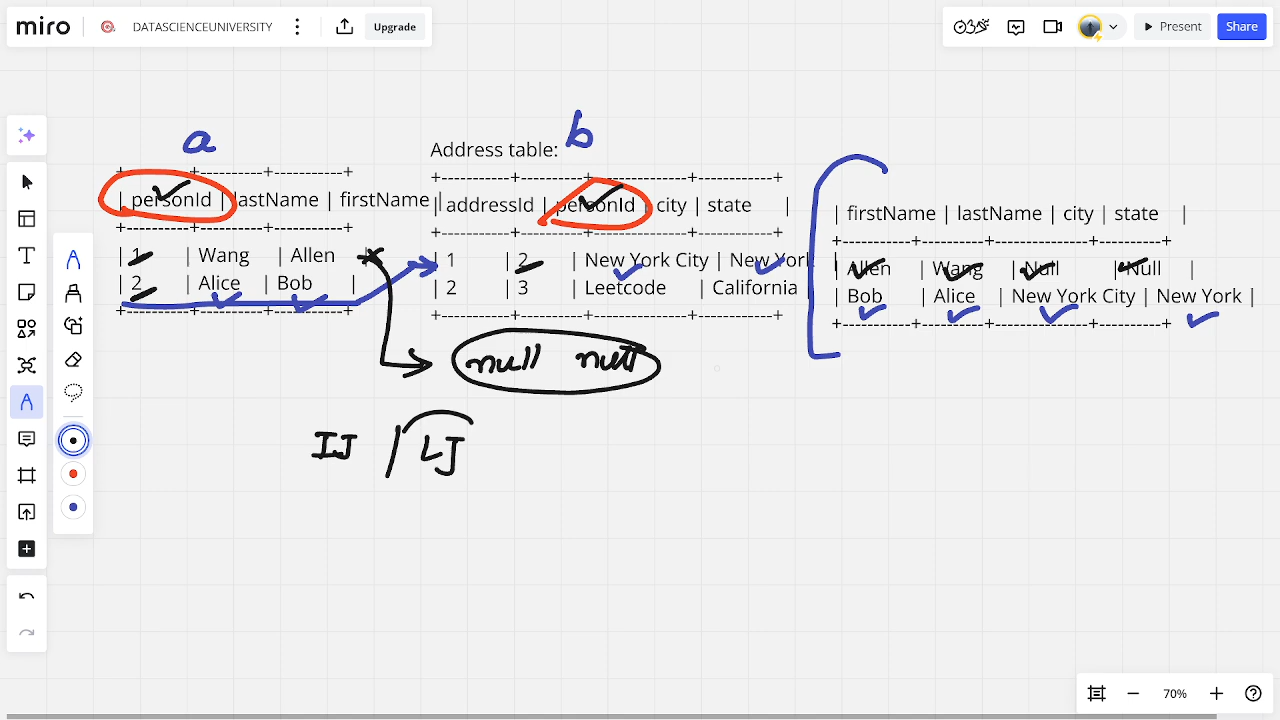 miro
DATASCIENCEUNIVERSITY
Upgrade
Present
Share
a
b
Address table:
+----------+----------+----------+
| personId | lastName | firstName |
+----------+----------+----------+
| 1 | Wang | Allen |
| 2 | Alice | Bob |
+----------+----------+----------+
+----------+----------+----------+----------+
| addressId | personId | city | state |
+----------+----------+----------+----------+
| 1 | 2 | New York City | New York |
| 2 | 3 | Leetcode | California |
+----------+----------+----------+----------+
| firstName | lastName | city | state |
+----------+----------+----------+----------+
| Allen | Wang | Null | Null |
| Bob | Alice | New York City | New York |
+----------+----------+----------+----------+
null null
IJ / LJ
70%